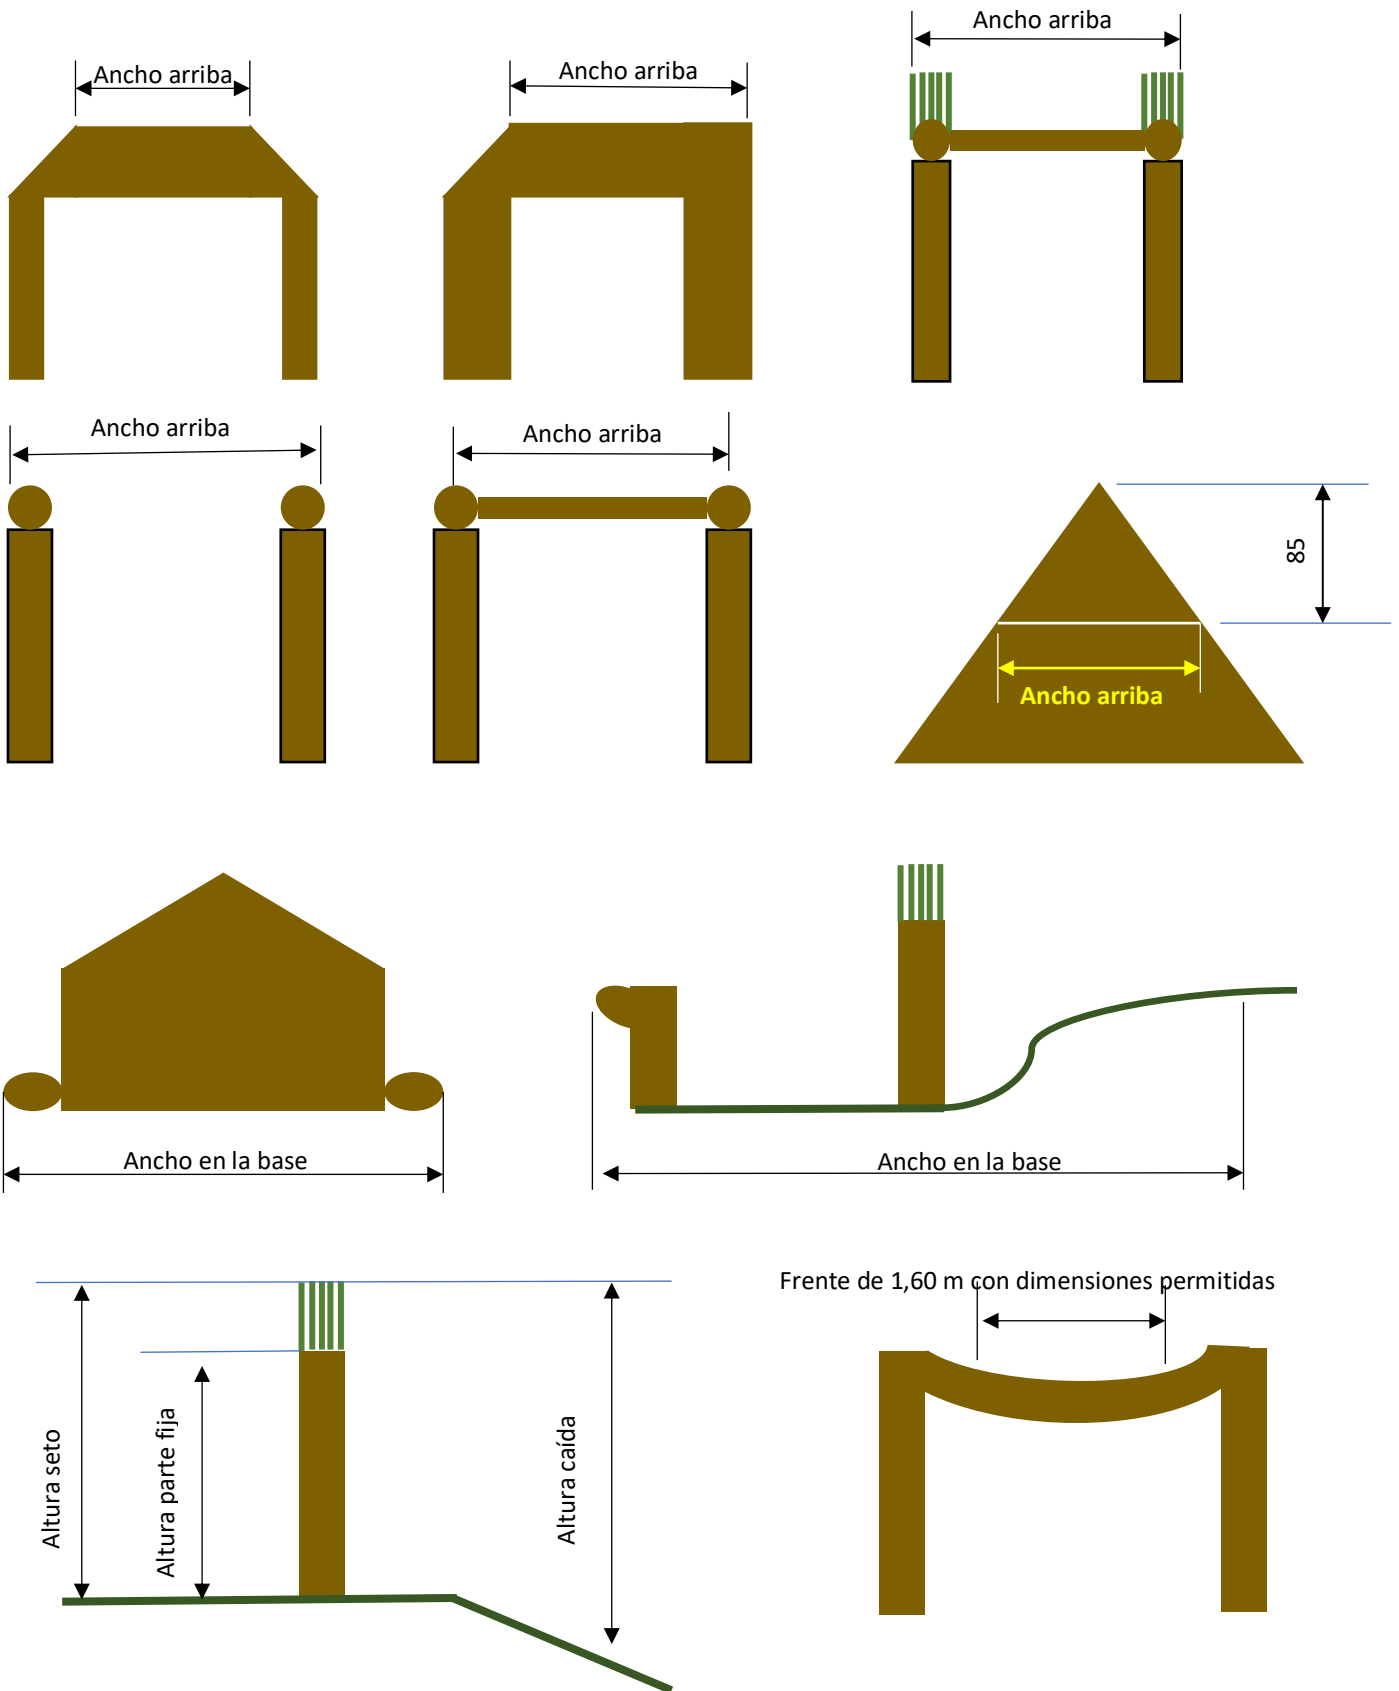 Ancho arriba
Ancho arriba
Ancho arriba
Ancho arriba
Ancho arriba
85
Ancho arriba
Ancho en la base
Ancho en la base
Altura seto
Altura parte fija
Altura caída
Frente de 1,60 m con dimensiones permitidas